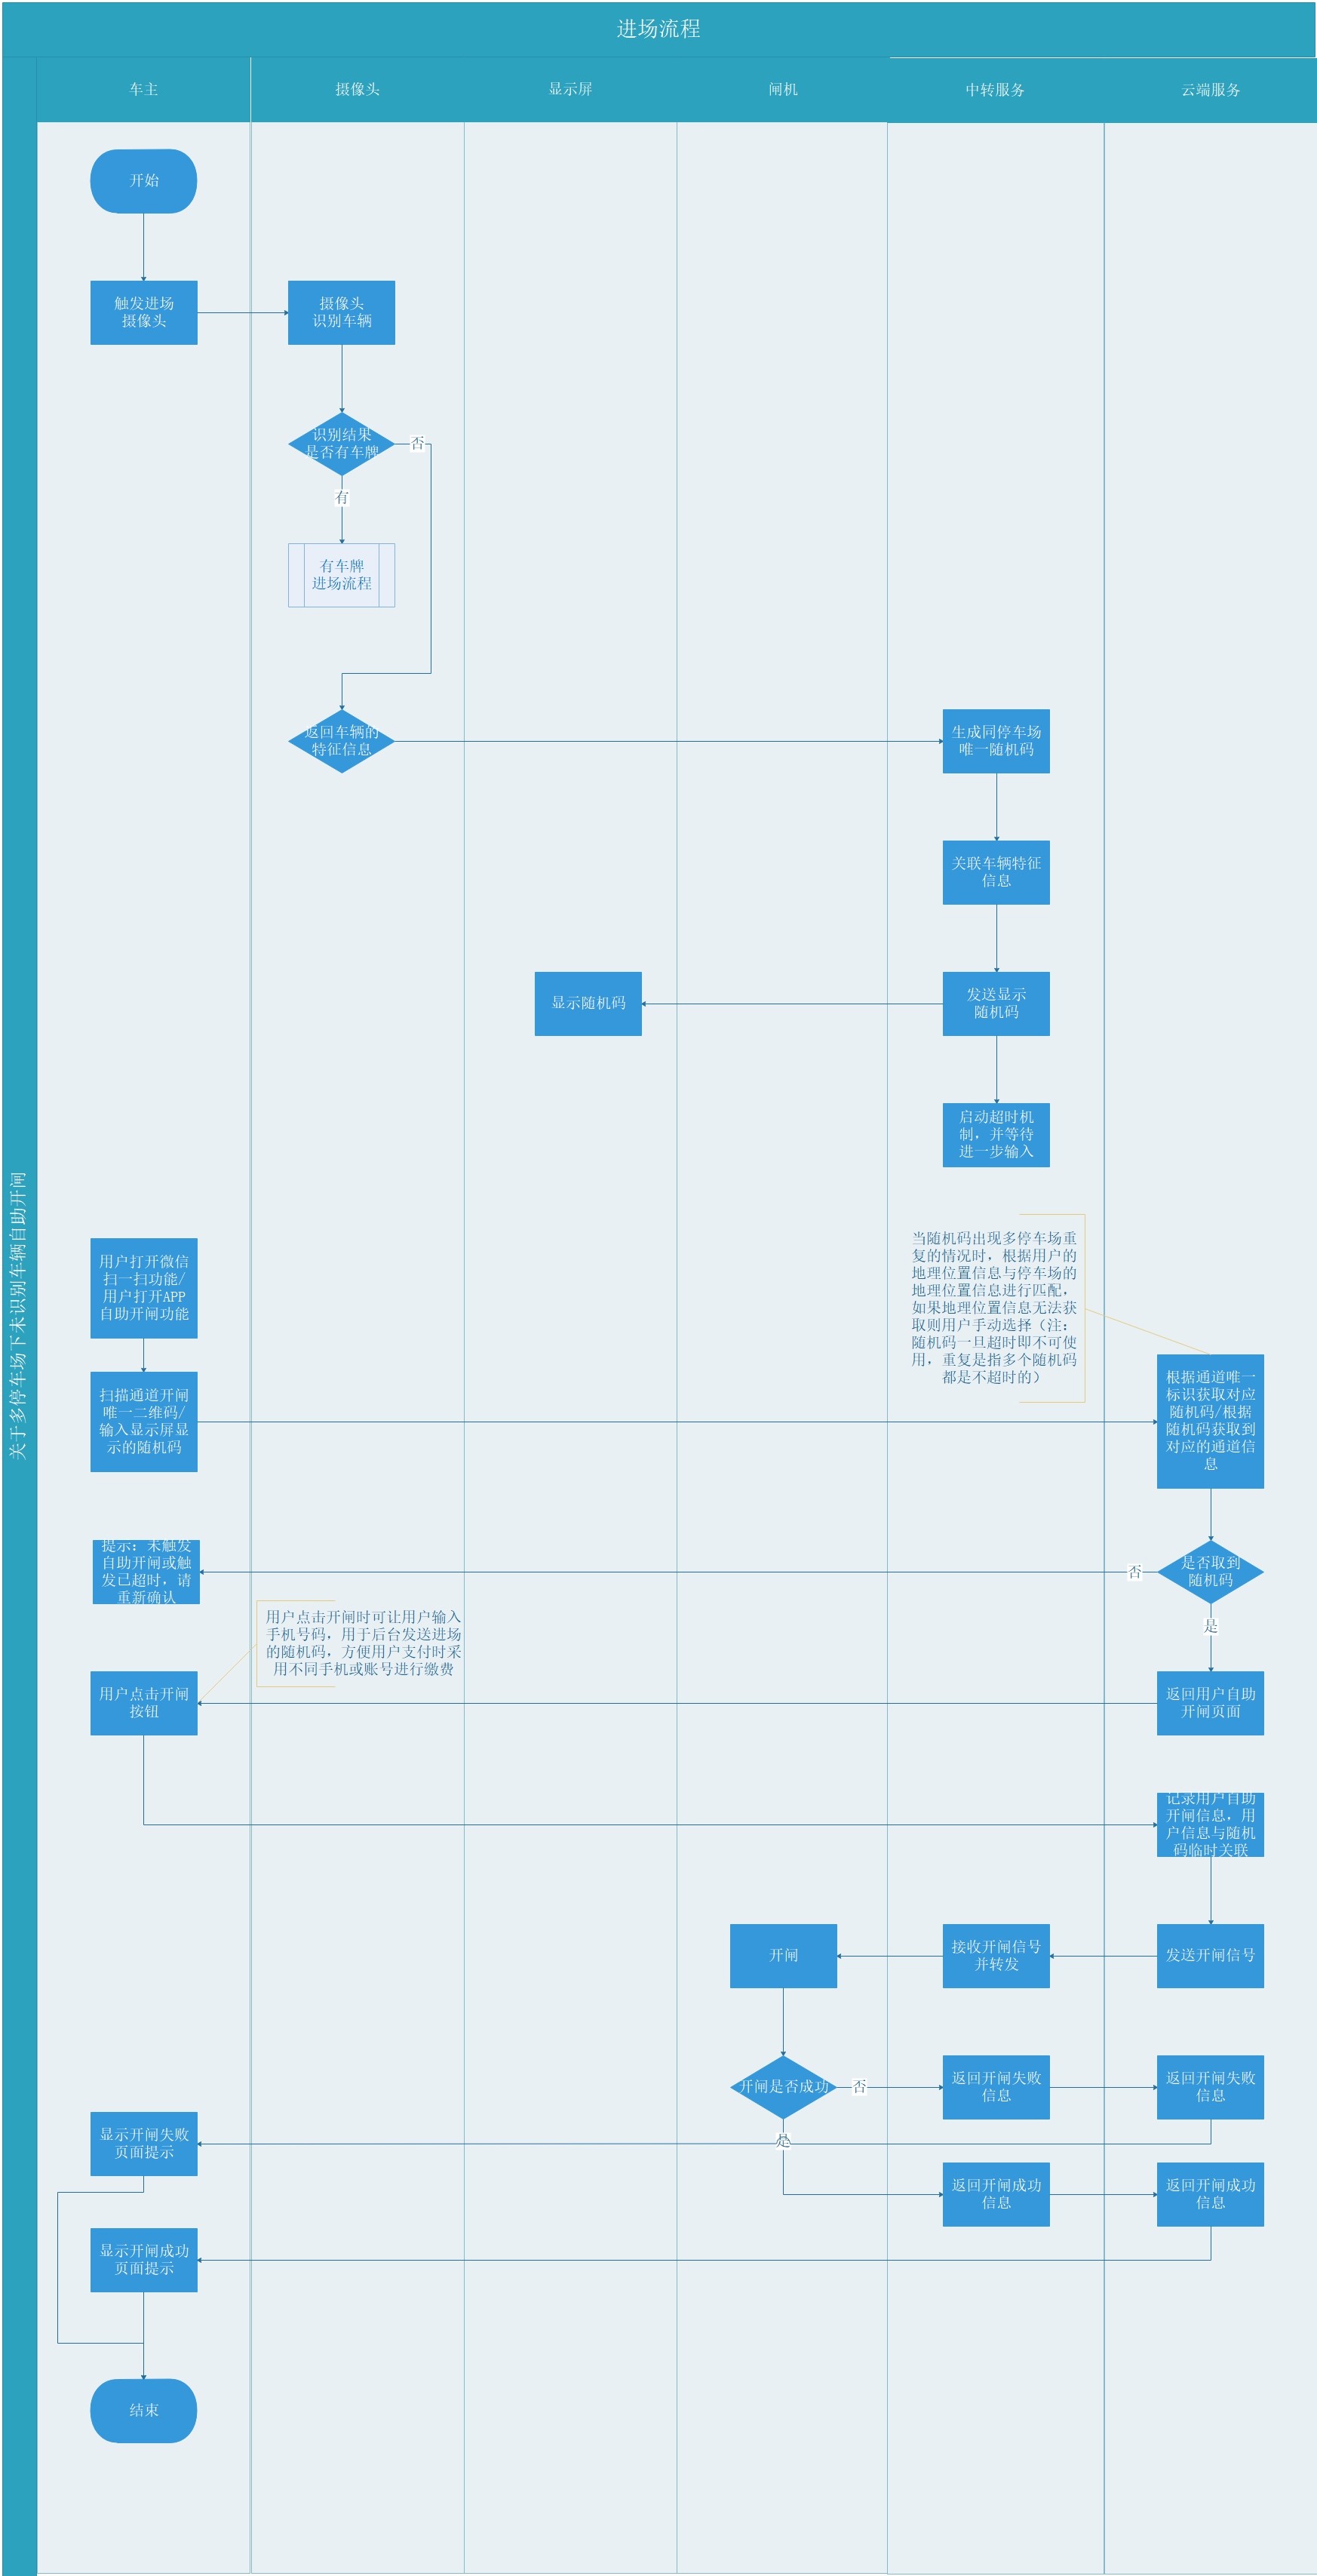 进场流程
关于多停车场下未识别车辆自助开闸
车主
摄像头
显示屏
闸机
中转服务
云端服务
开始
触发进场
摄像头
摄像头
识别车辆
识别结果
是否有车牌
否
有
有车牌
进场流程
返回车辆的
特征信息
生成同停车场
唯一随机码
关联车辆特征
信息
显示随机码
发送显示
随机码
启动超时机
制，并等待
进一步输入
用户打开微信
扫一扫功能/
用户打开APP
自助开闸功能
当随机码出现多停车场重
复的情况时，根据用户的
地理位置信息与停车场的
地理位置信息进行匹配，
如果地理位置信息无法获
取则用户手动选择（注：
随机码一旦超时即不可使
用，重复是指多个随机码
都是不超时的）
扫描通道开闸
唯一二维码/
输入显示屏显
示的随机码
根据通道唯一
标识获取对应
随机码/根据
随机码获取到
对应的通道信
息
提示：未触发
自助开闸或触
发已超时，请
重新确认
否
是否取到
随机码
是
用户点击开闸时可让用户输入
手机号码，用于后台发送进场
的随机码，方便用户支付时采
用不同手机或账号进行缴费
用户点击开闸
按钮
返回用户自助
开闸页面
记录用户自助
开闸信息，用
户信息与随机
码临时关联
开闸
接收开闸信号
并转发
发送开闸信号
开闸是否成功
否
返回开闸失败
信息
返回开闸失败
信息
显示开闸失败
页面提示
是
返回开闸成功
信息
返回开闸成功
信息
显示开闸成功
页面提示
结束